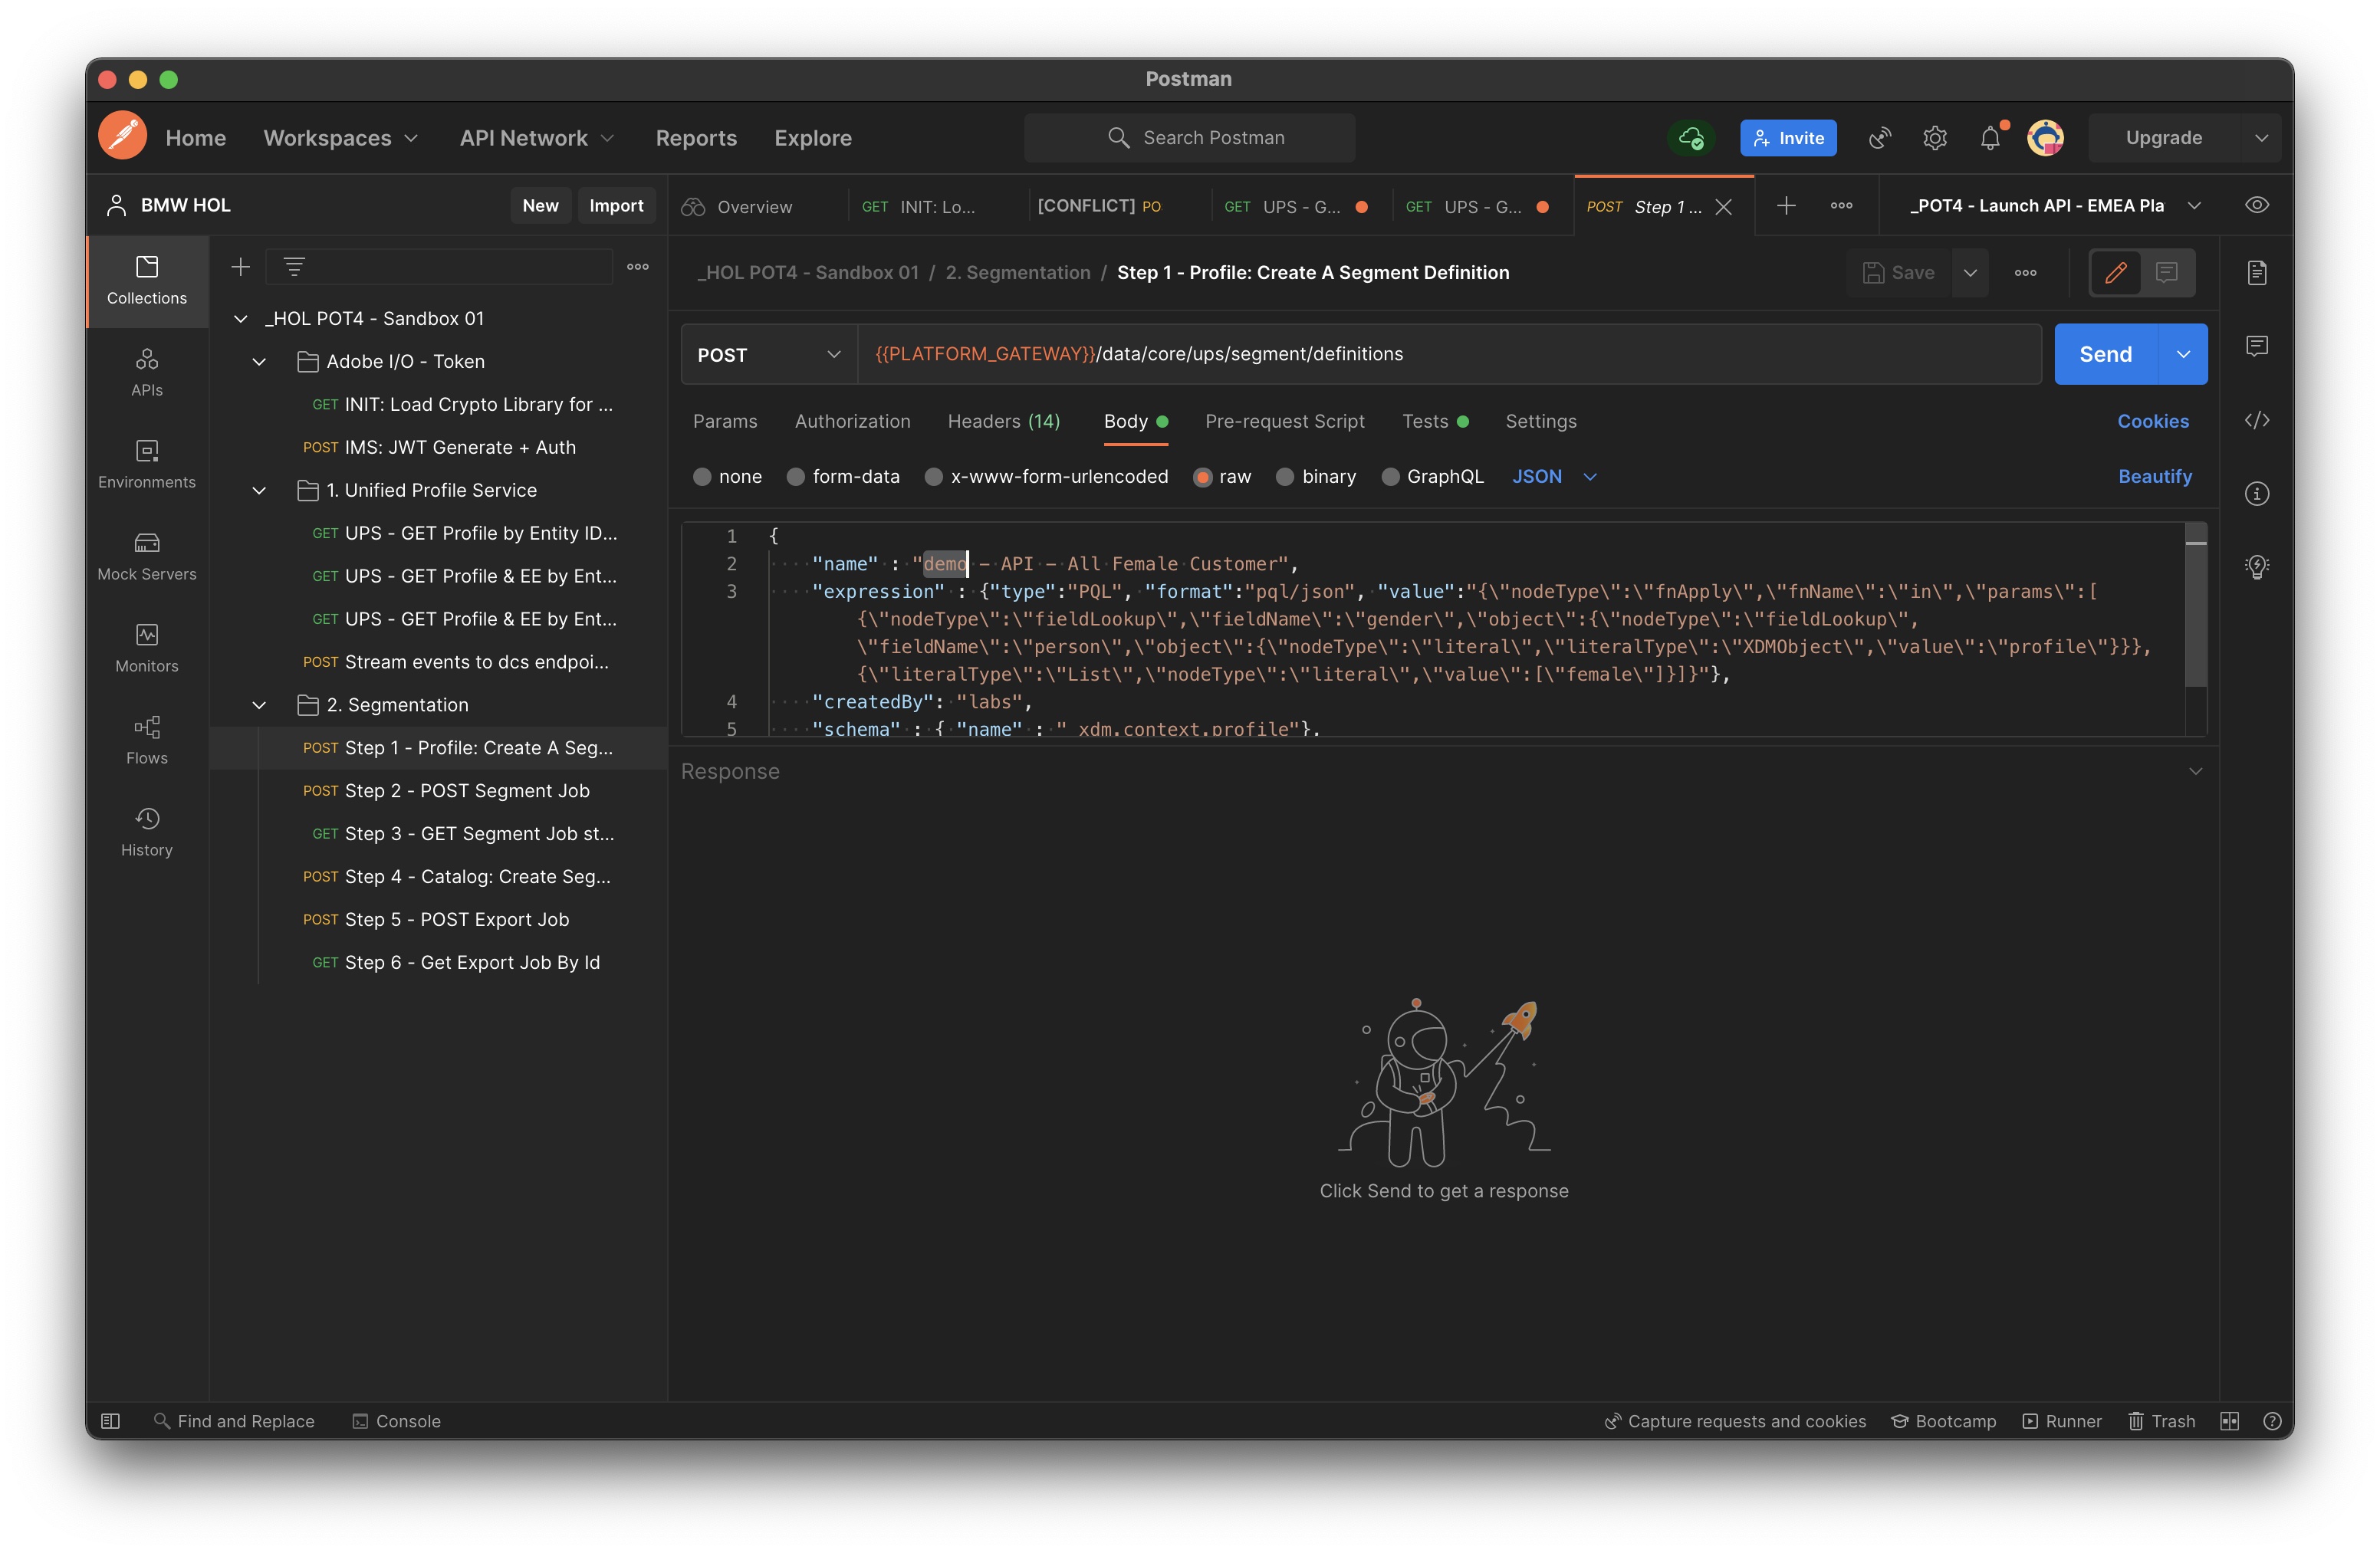 Postman
Home Workspaces API Network Reports Explore Search Postman Invite Upgrade
BMW HOL New Import Overview GET INIT: Lo... [CONFLICT] PO GET UPS - G... GET UPS - G... POST Step 1 ... _POT4 - Launch API - EMEA Pla
Collections
APIs
Environments
Mock Servers
Monitors
Flows
History
_HOL POT4 - Sandbox 01
Adobe I/O - Token
GET INIT: Load Crypto Library for ...
POST IMS: JWT Generate + Auth
1. Unified Profile Service
GET UPS - GET Profile by Entity ID...
GET UPS - GET Profile & EE by Ent...
GET UPS - GET Profile & EE by Ent...
POST Stream events to dcs endpoi...
2. Segmentation
POST Step 1 - Profile: Create A Seg...
POST Step 2 - POST Segment Job
GET Step 3 - GET Segment Job st...
POST Step 4 - Catalog: Create Seg...
POST Step 5 - POST Export Job
GET Step 6 - Get Export Job By Id
_HOL POT4 - Sandbox 01 / 2. Segmentation / Step 1 - Profile: Create A Segment Definition Save
POST {{PLATFORM_GATEWAY}}/data/core/ups/segment/definitions Send
Params Authorization Headers (14) Body Pre-request Script Tests Settings Cookies
none form-data x-www-form-urlencoded raw binary GraphQL JSON Beautify
1 {
2 "name" : "demo - API - All Female Customer",
3 "expression" : {"type":"PQL", "format":"pql/json", "value":"{\"nodeType\":\"fnApply\",\"fnName\":\"in\",\"params\":[
{\"nodeType\":\"fieldLookup\",\"fieldName\":\"gender\",\"object\":{\"nodeType\":\"fieldLookup\",
\"fieldName\":\"person\",\"object\":{\"nodeType\":\"literal\",\"literalType\":\"XDMObject\",\"value\":\"profile\"}}},
{\"literalType\":\"List\",\"nodeType\":\"literal\",\"value\":[\"female\"]}]}"},
4 "createdBy": "labs",
5 "schema" : { "name" : "_xdm.context.profile"},
Response
Click Send to get a response
Find and Replace Console Capture requests and cookies Bootcamp Runner Trash